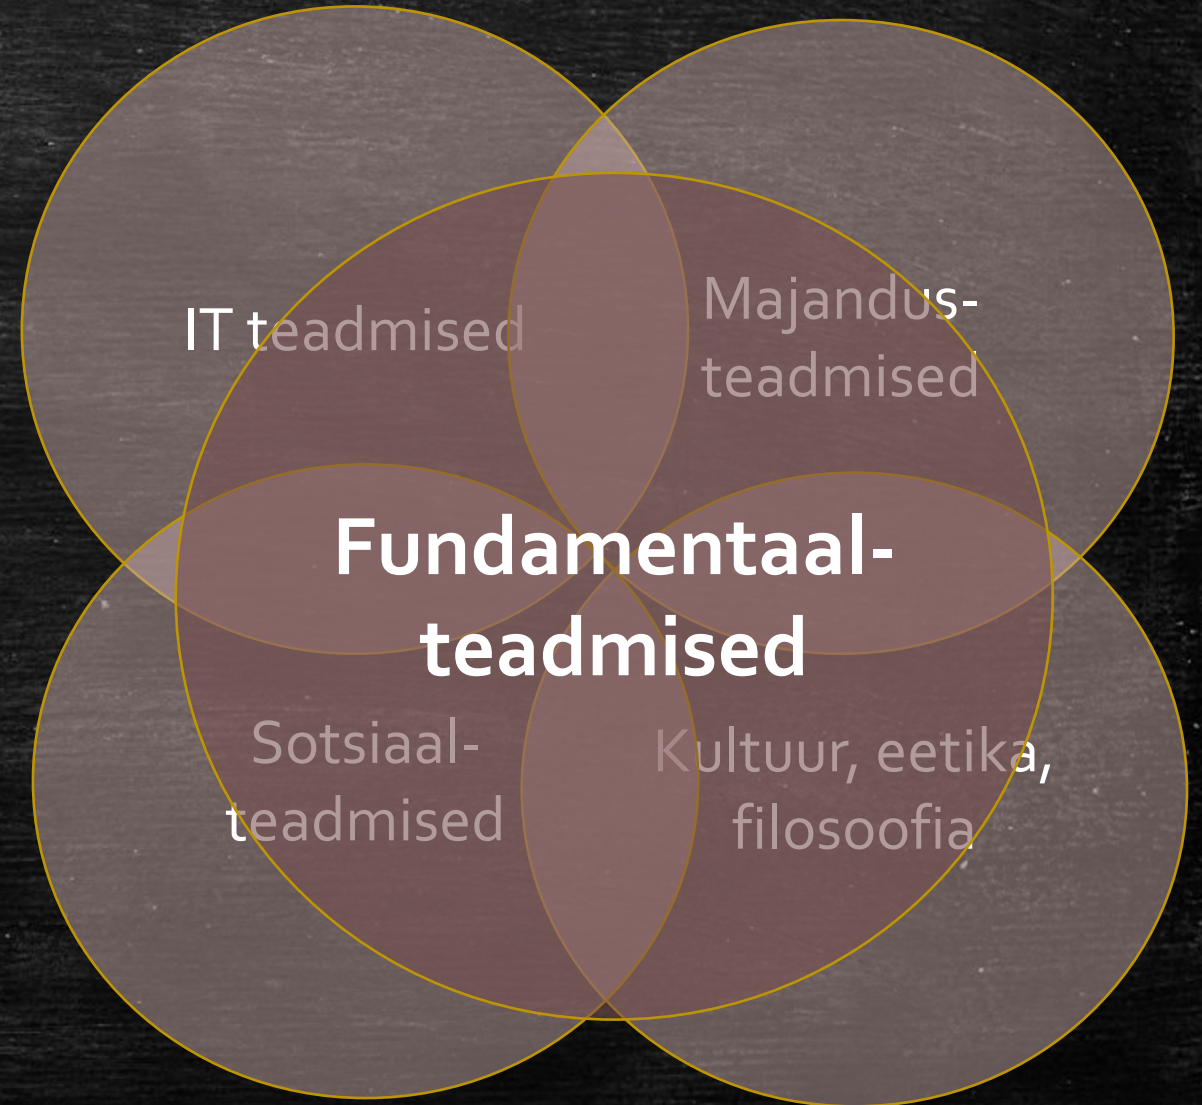 IT teadmised
Majandus-
teadmised
Fundamentaal-
teadmised
Sotsiaal-
teadmised
Kultuur, eetika,
filosoofia